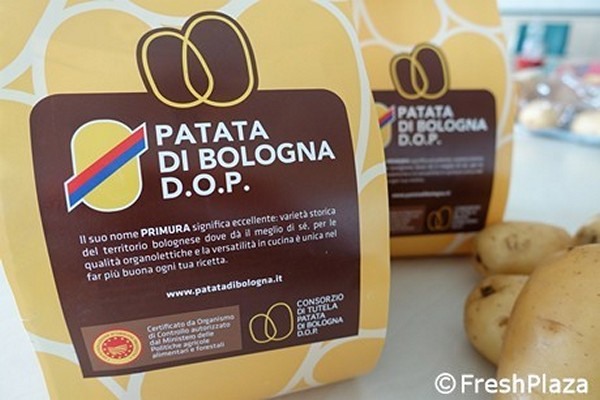 PATATA
DI BOLOGNA
D.O.P.
Il suo nome PRIMURA significa eccellente: varietà storica
del territorio bolognese dove dà il meglio di sé, per le
qualità organolettiche e la versatilità in cucina è unica nel
far più buona ogni tua ricetta.
www.patatadibologna.it
Certificato da Organismo
di Controllo autorizzato
dal Ministero delle
Politiche agricole
alimentari e forestali
CONSORZIO
DI TUTELA
PATATA
DI BOLOGNA
D.O.P.
PATATA
DI BOLOGNA
D.O.P.
www.patatadibologna.it
©FreshPlaza